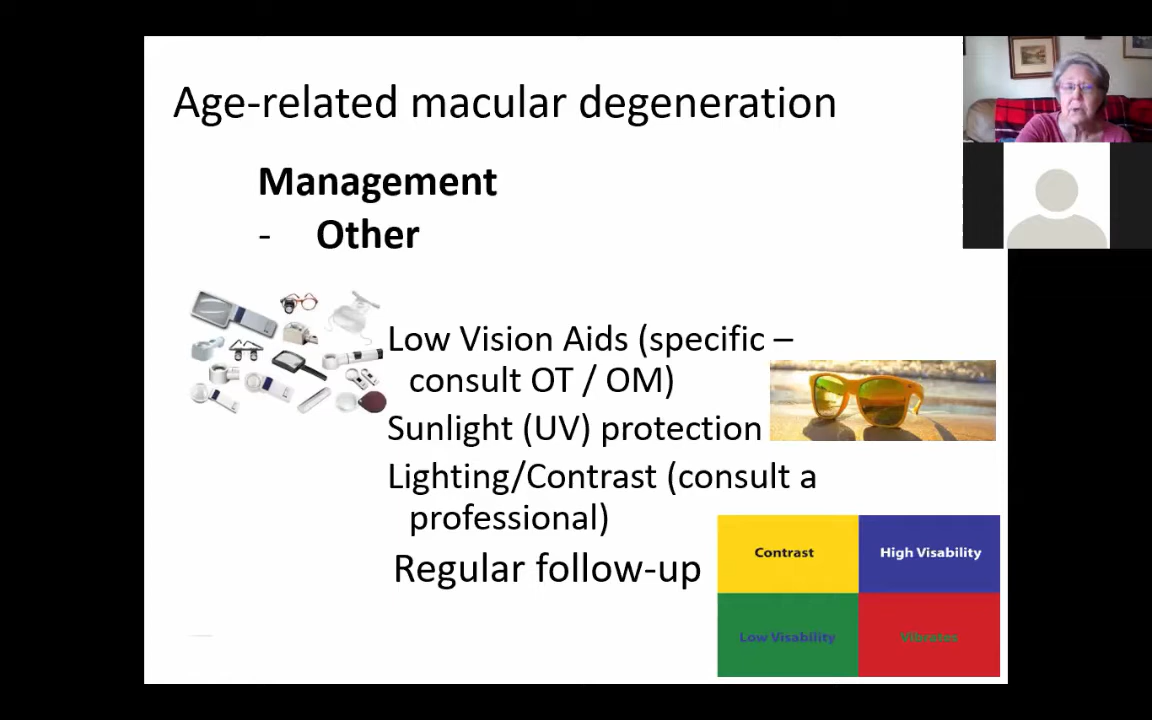 Age-related macular degeneration
Management
- Other
Low Vision Aids (specific –
consult OT / OM)
Sunlight (UV) protection
Lighting/Contrast (consult a
professional)
Regular follow-up
Contrast
High Visability
Low Visability
Vibrates